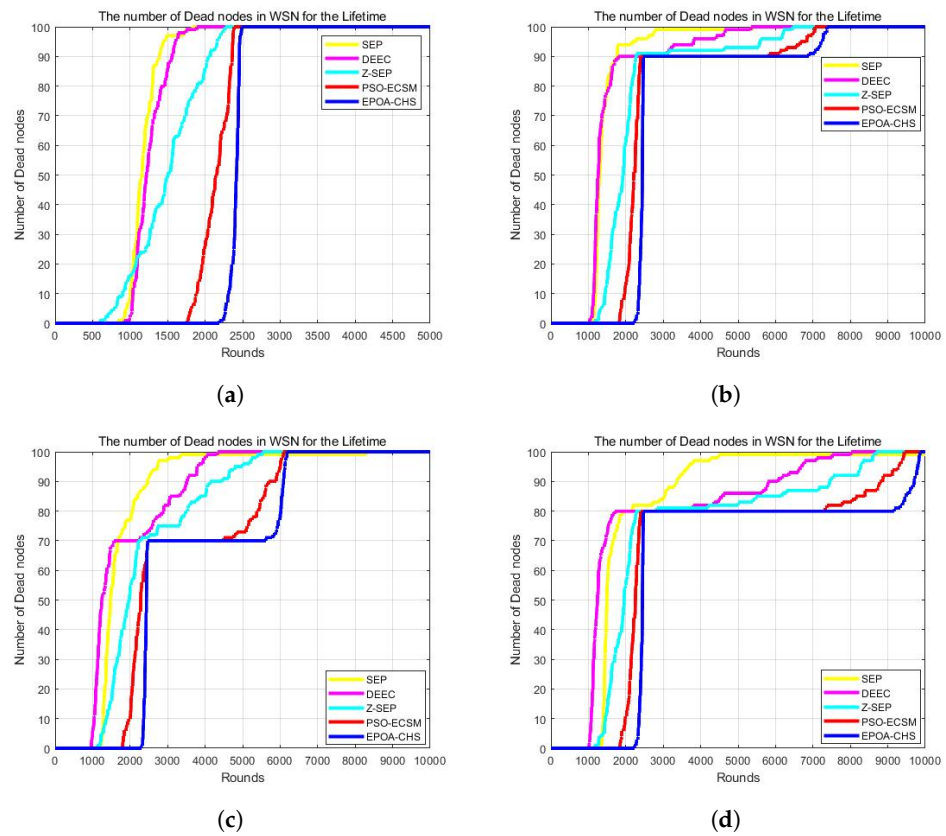 The number of Dead nodes in WSN for the Lifetime
100
90
80
70
60
50
40
30
20
10
0
Number of Dead nodes
SEP
DEEC
Z-SEP
PSO-ECSM
EPOA-CHS
0 500 1000 1500 2000 2500 3000 3500 4000 4500 5000
Rounds
(a)
The number of Dead nodes in WSN for the Lifetime
100
90
80
70
60
50
40
30
20
10
0
Number of Dead nodes
SEP
DEEC
Z-SEP
PSO-ECSM
EPOA-CHS
0 1000 2000 3000 4000 5000 6000 7000 8000 9000 10000
Rounds
(b)
The number of Dead nodes in WSN for the Lifetime
100
90
80
70
60
50
40
30
20
10
0
Number of Dead nodes
SEP
DEEC
Z-SEP
PSO-ECSM
EPOA-CHS
0 1000 2000 3000 4000 5000 6000 7000 8000 9000 10000
Rounds
(c)
The number of Dead nodes in WSN for the Lifetime
100
90
80
70
60
50
40
30
20
10
0
Number of Dead nodes
SEP
DEEC
Z-SEP
PSO-ECSM
EPOA-CHS
0 1000 2000 3000 4000 5000 6000 7000 8000 9000 10000
Rounds
(d)